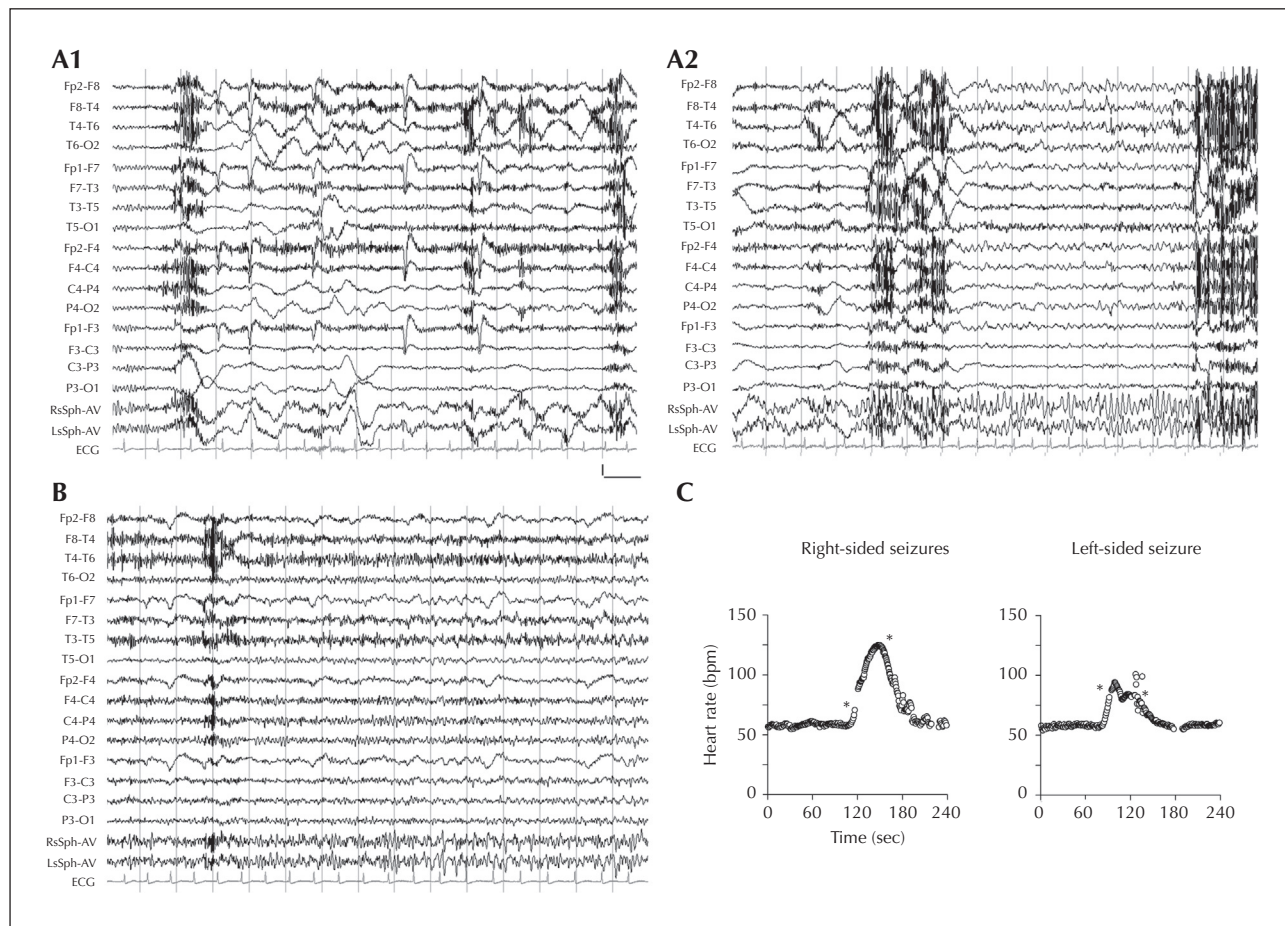 A1
Fp2-F8
F8-T4
T4-T6
T6-O2
Fp1-F7
F7-T3
T3-T5
T5-O1
Fp2-F4
F4-C4
C4-P4
P4-O2
Fp1-F3
F3-C3
C3-P3
P3-O1
RsSph-AV
LsSph-AV
ECG
A2
Fp2-F8
F8-T4
T4-T6
T6-O2
Fp1-F7
F7-T3
T3-T5
T5-O1
Fp2-F4
F4-C4
C4-P4
P4-O2
Fp1-F3
F3-C3
C3-P3
P3-O1
RsSph-AV
LsSph-AV
ECG
B
Fp2-F8
F8-T4
T4-T6
T6-O2
Fp1-F7
F7-T3
T3-T5
T5-O1
Fp2-F4
F4-C4
C4-P4
P4-O2
Fp1-F3
F3-C3
C3-P3
P3-O1
RsSph-AV
LsSph-AV
ECG
C
Right-sided seizures
Heart rate (bpm)
150
100
50
0
* *
0 60 120 180 240
Time (sec)
Left-sided seizure
150
100
50
0
* *
0 60 120 180 240